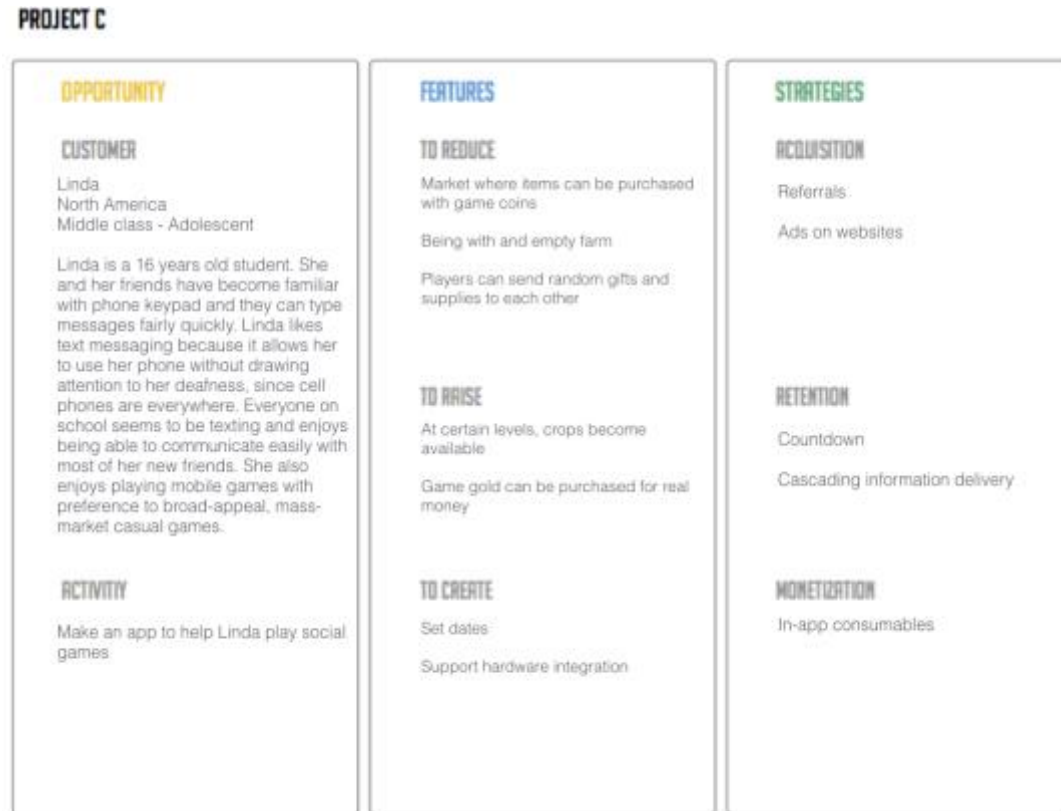 PROJECT C
OPPORTUNITY
CUSTOMER
Linda
North America
Middle class - Adolescent
Linda is a 16 years old student. She
and her friends have become familiar
with phone keypad and they can type
messages fairly quickly. Linda likes
text messaging because it allows her
to use her phone without drawing
attention to her deafness, since cell
phones are everywhere. Everyone on
school seems to be texting and enjoys
being able to communicate easily with
most of her new friends. She also
enjoys playing mobile games with
preference to broad-appeal, mass-
market casual games.
ACTIVITIY
Make an app to help Linda play social
games
FEATURES
TO REDUCE
Market where items can be purchased
with game coins
Being with and empty farm
Players can send random gifts and
supplies to each other
TO RAISE
At certain levels, crops become
available
Game gold can be purchased for real
money
TO CREATE
Set dates
Support hardware integration
STRATEGIES
ACQUISITION
Referrals
Ads on websites
RETENTION
Countdown
Cascading information delivery
MONETIZATION
In-app consumables